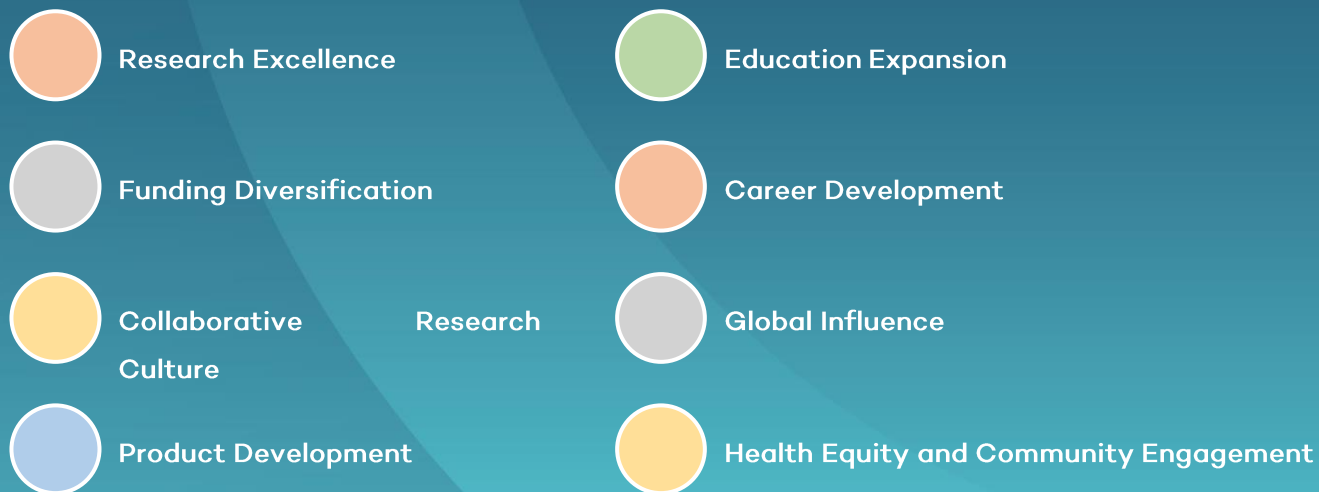 Research Excellence
Funding Diversification
Collaborative Research
Culture
Product Development
Education Expansion
Career Development
Global Influence
Health Equity and Community Engagement